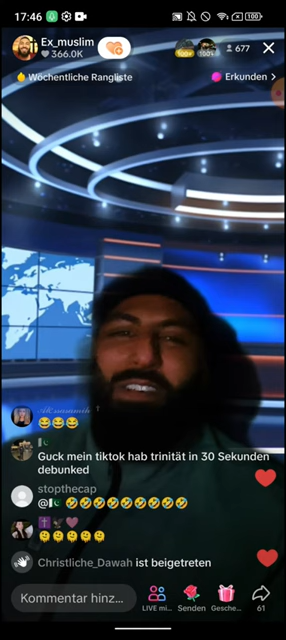 17:46
100
Ex_muslim
366.0K
677
Wöchentliche Rangliste
Erkunden
Guck mein tiktok hab trinität in 30 Sekunden
debunked
stopthecap
@
Christliche_Dawah ist beigetreten
Kommentar hinz...
LIVE mi...
Senden
Gesche...
61